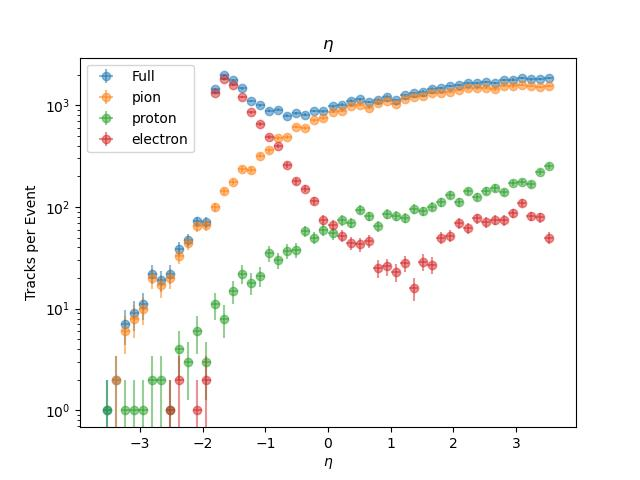 η
Full
pion
proton
electron
Tracks per Event
10³
10²
10¹
10⁰
−3 −2 −1 0 1 2 3
η